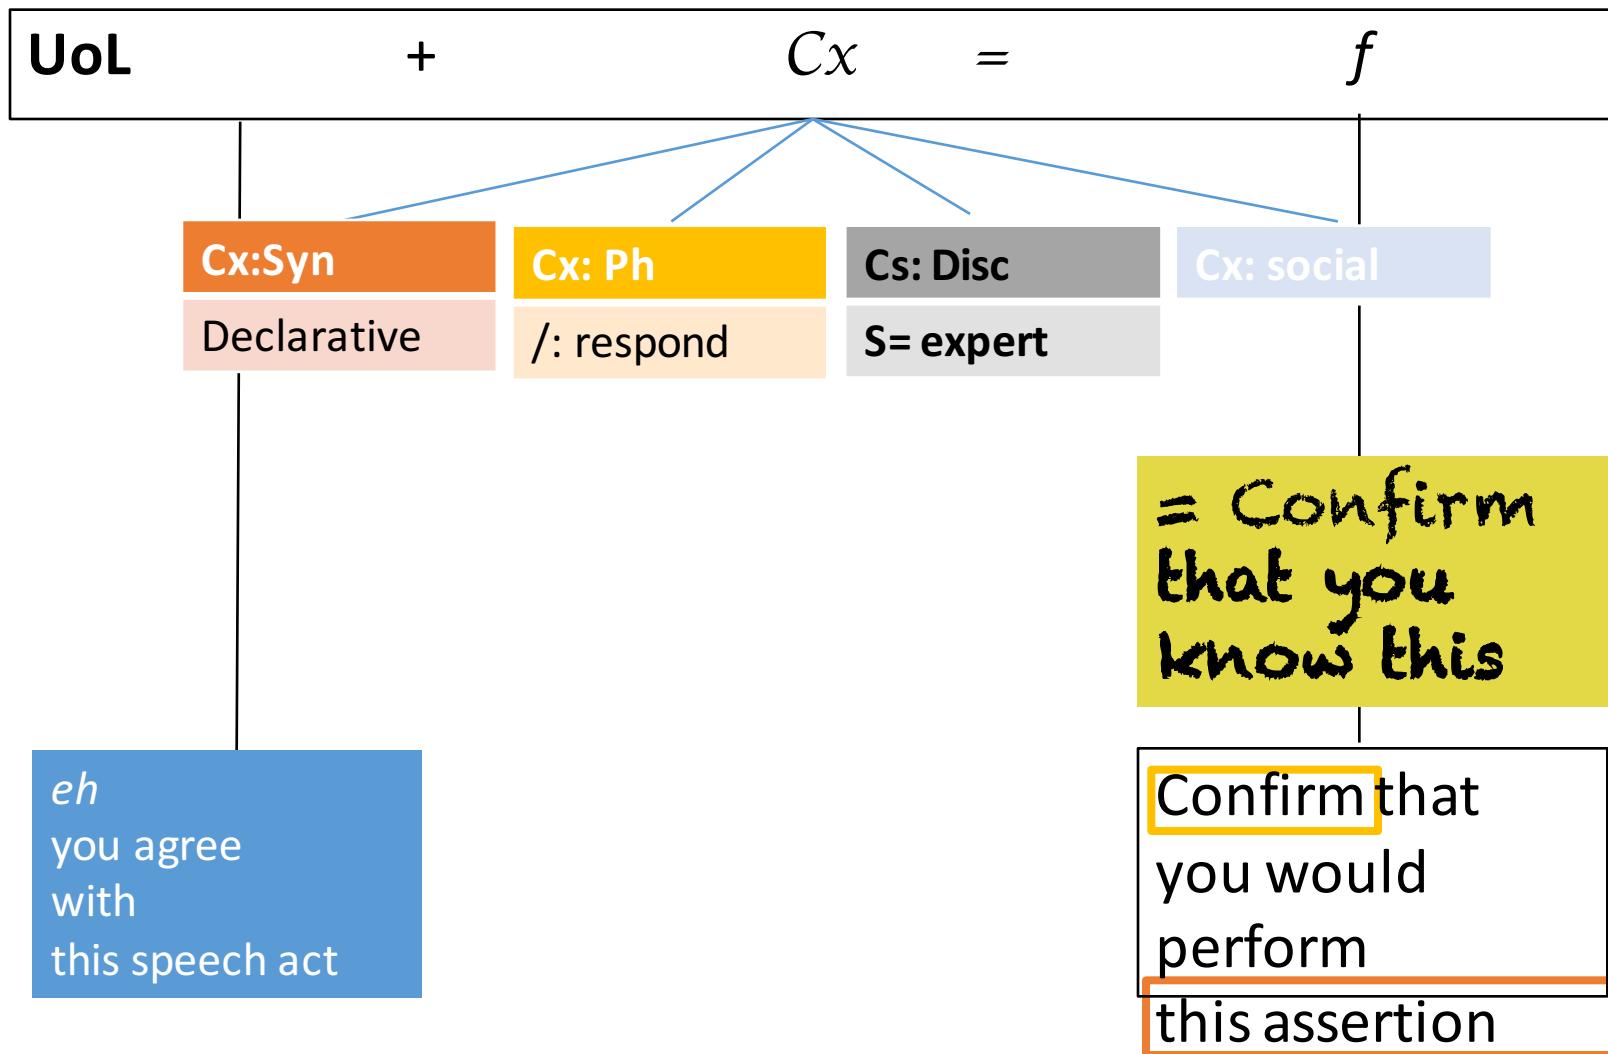 UoL + Cx = f
Cx:Syn
Cx: Ph
Cs: Disc
Cx: social
Declarative
/: respond
S= expert
= Confirm
that you
know this
eh
you agree
with
this speech act
Confirm that
you would
perform
this assertion